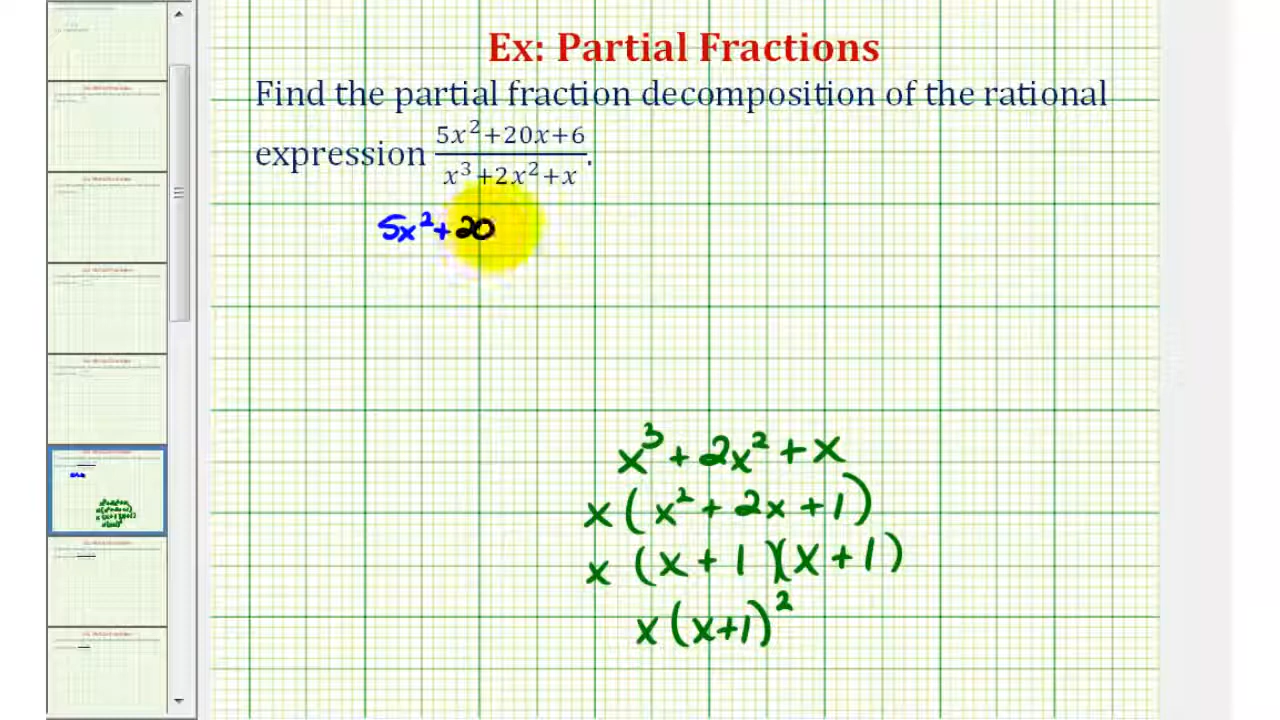 Ex: Partial Fractions
Find the partial fraction decomposition of the rational
expression (5x²+20x+6)/(x³+2x²+x).
5x²+20
x³+2x²+x
x(x²+2x+1)
x(x+1)(x+1)
x(x+1)²